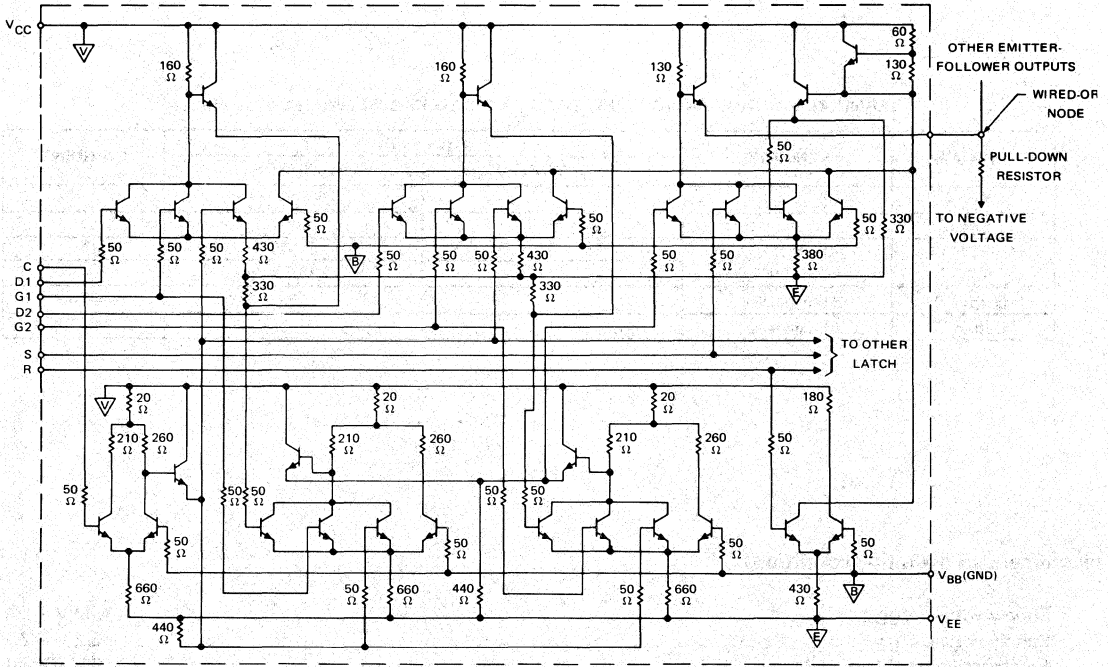 V_CC
V
160 Ω
160 Ω
130 Ω
60 Ω
130 Ω
OTHER EMITTER-
FOLLOWER OUTPUTS
WIRED-OR
NODE
PULL-DOWN
RESISTOR
TO NEGATIVE
VOLTAGE
50 Ω
50 Ω
50 Ω
50 Ω
330 Ω
50 Ω
50 Ω
50 Ω
430 Ω
B
50 Ω
50 Ω
50 Ω
430 Ω
50 Ω
50 Ω
380 Ω
C
D1
G1
D2
G2
S
R
330 Ω
330 Ω
E
TO OTHER
LATCH
V
20 Ω
20 Ω
20 Ω
180 Ω
210 Ω
260 Ω
210 Ω
260 Ω
210 Ω
260 Ω
50 Ω
50 Ω
50 Ω
50 Ω
50 Ω
50 Ω
50 Ω
50 Ω
50 Ω
50 Ω
V_BB(GND)
B
660 Ω
50 Ω
660 Ω
440 Ω
50 Ω
660 Ω
430 Ω
V_EE
E
440 Ω